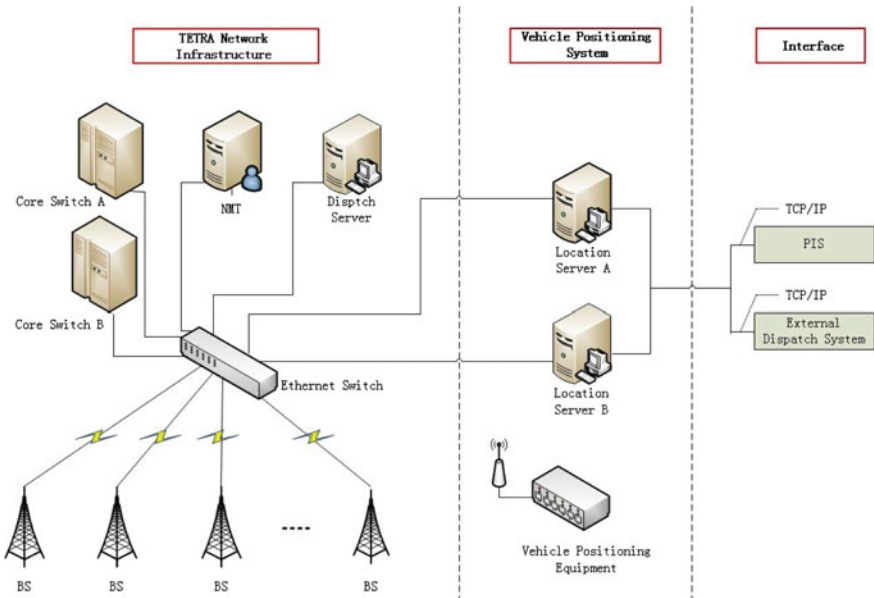 TETRA Network
Infrastructure
Vehicle Positioning
System
Interface
Core Switch A
NMT
Disptch
Server
Core Switch B
Ethernet Switch
BS
BS
BS
BS
Location
Server A
Location
Server B
Vehicle Positioning
Equipment
TCP/IP
PIS
TCP/IP
External
Dispatch System